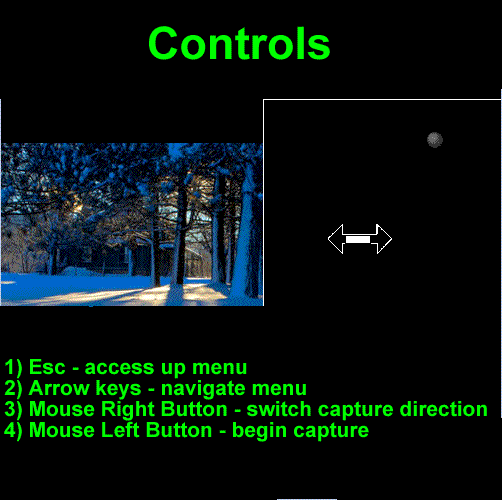 Controls
1) Esc - access up menu
2) Arrow keys - navigate menu
3) Mouse Right Button - switch capture direction
4) Mouse Left Button - begin capture